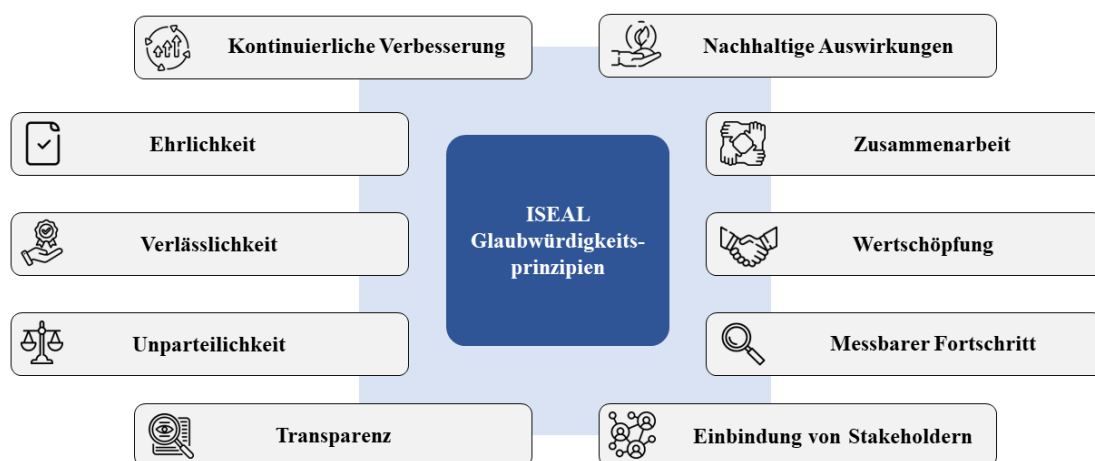 Kontinuierliche Verbesserung
Nachhaltige Auswirkungen
Ehrlichkeit
Zusammenarbeit
ISEAL
Glaubwürdigkeits-
prinzipien
Verlässlichkeit
Wertschöpfung
Unparteilichkeit
Messbarer Fortschritt
Transparenz
Einbindung von Stakeholdern